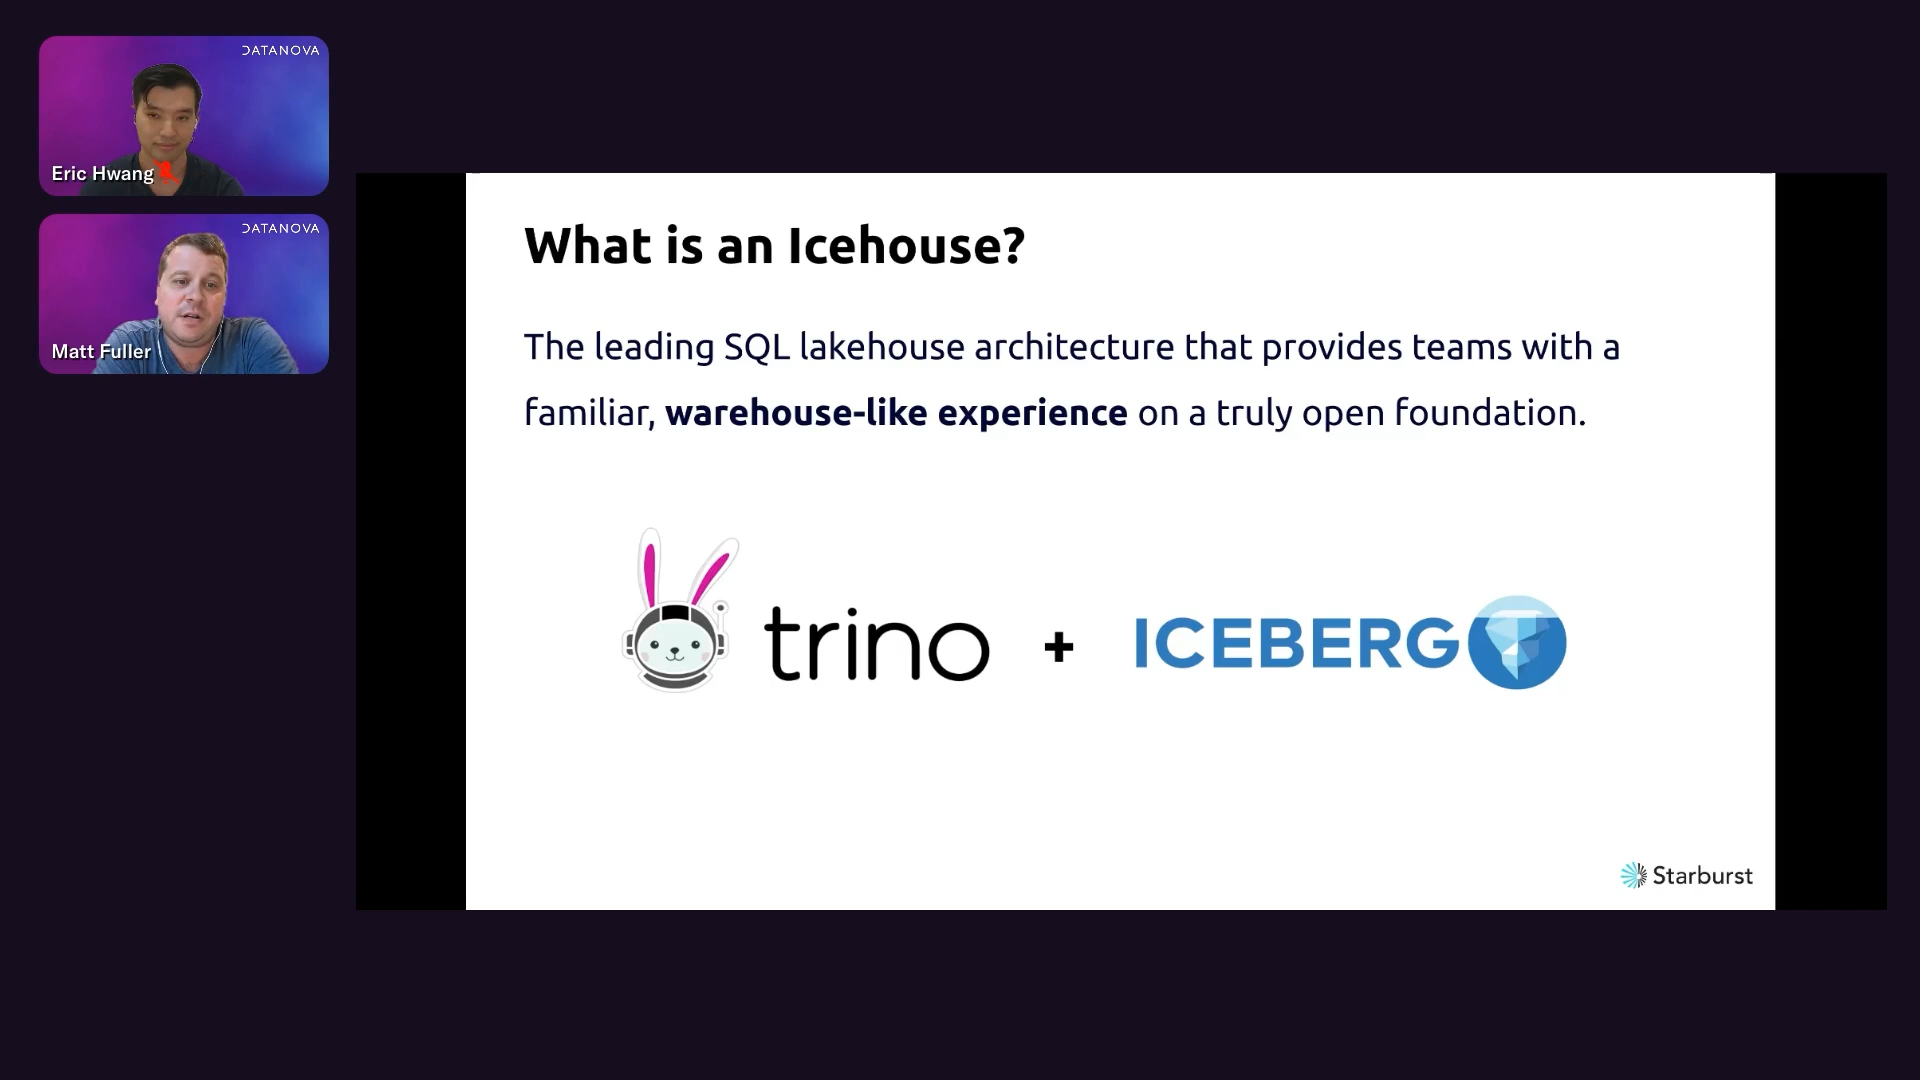 DATANOVA
Eric Hwang
DATANOVA
Matt Fuller
What is an Icehouse?
The leading SQL lakehouse architecture that provides teams with a
familiar, warehouse-like experience on a truly open foundation.
trino + ICEBERG
Starburst